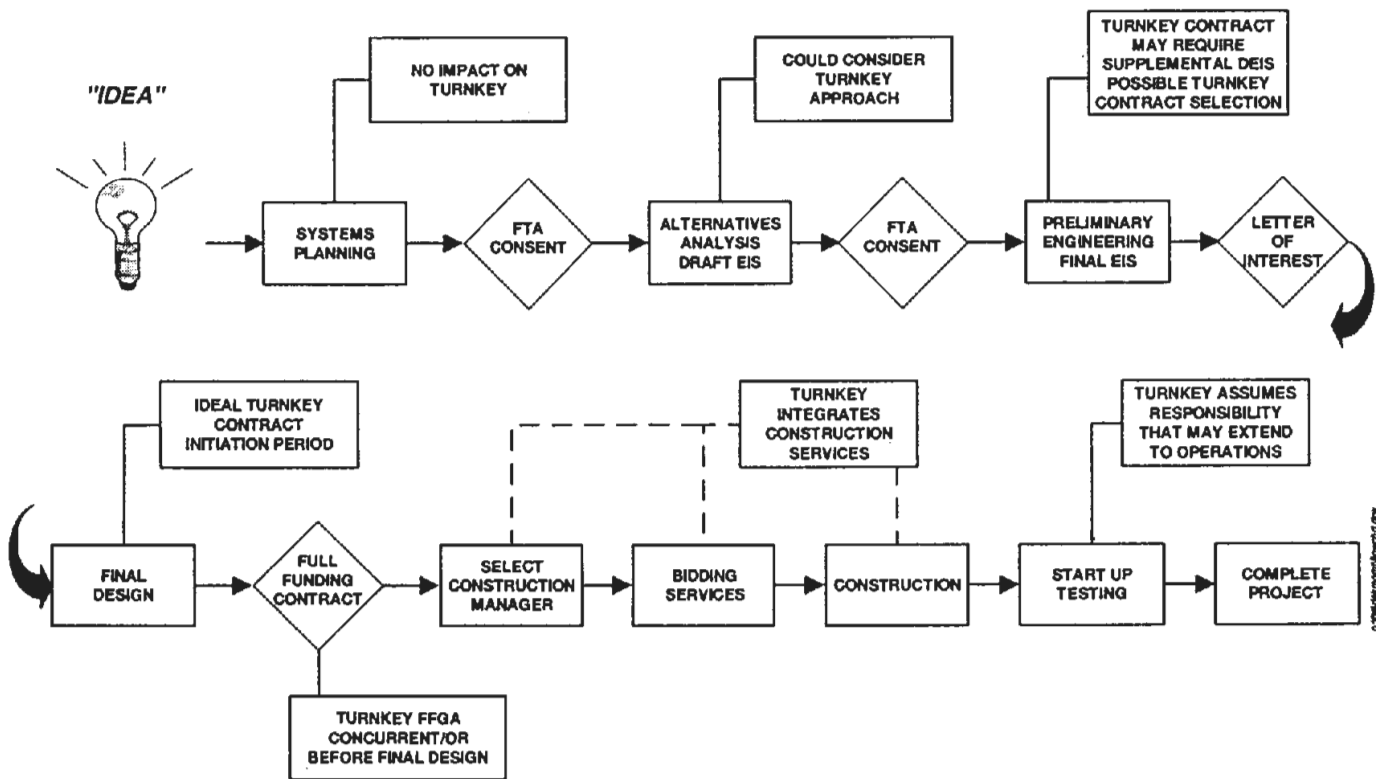 "IDEA"
NO IMPACT ON
TURNKEY
COULD CONSIDER
TURNKEY
APPROACH
TURNKEY CONTRACT
MAY REQUIRE
SUPPLEMENTAL DEIS
POSSIBLE TURNKEY
CONTRACT SELECTION
SYSTEMS
PLANNING
FTA
CONSENT
ALTERNATIVES
ANALYSIS
DRAFT EIS
FTA
CONSENT
PRELIMINARY
ENGINEERING
FINAL EIS
LETTER
OF
INTEREST
IDEAL TURNKEY
CONTRACT
INITIATION PERIOD
TURNKEY
INTEGRATES
CONSTRUCTION
SERVICES
TURNKEY ASSUMES
RESPONSIBILITY
THAT MAY EXTEND
TO OPERATIONS
FINAL
DESIGN
FULL
FUNDING
CONTRACT
SELECT
CONSTRUCTION
MANAGER
BIDDING
SERVICES
CONSTRUCTION
START UP
TESTING
COMPLETE
PROJECT
TURNKEY FFGA
CONCURRENT/OR
BEFORE FINAL DESIGN